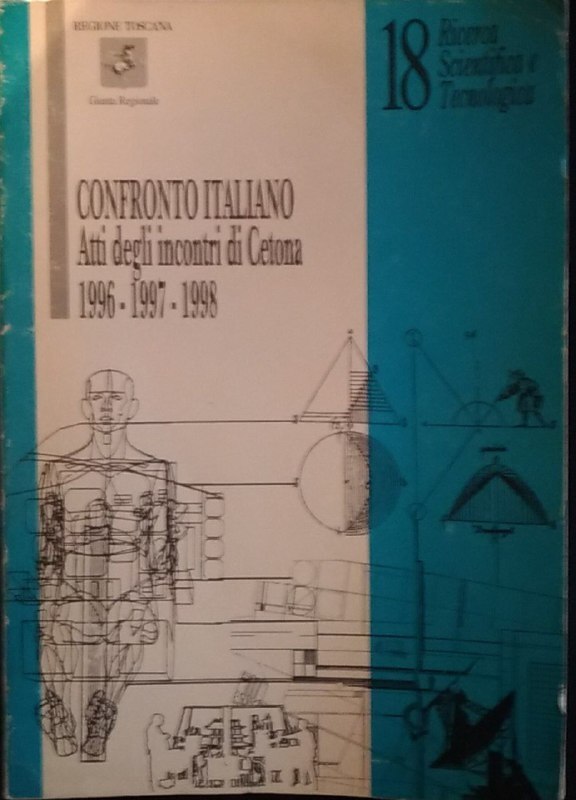 REGIONE TOSCANA
Giunta Regionale
18
Ricerca
Scientifica e
Tecnologica
CONFRONTO ITALIANO
Atti degli incontri di Cetona
1996 - 1997 - 1998